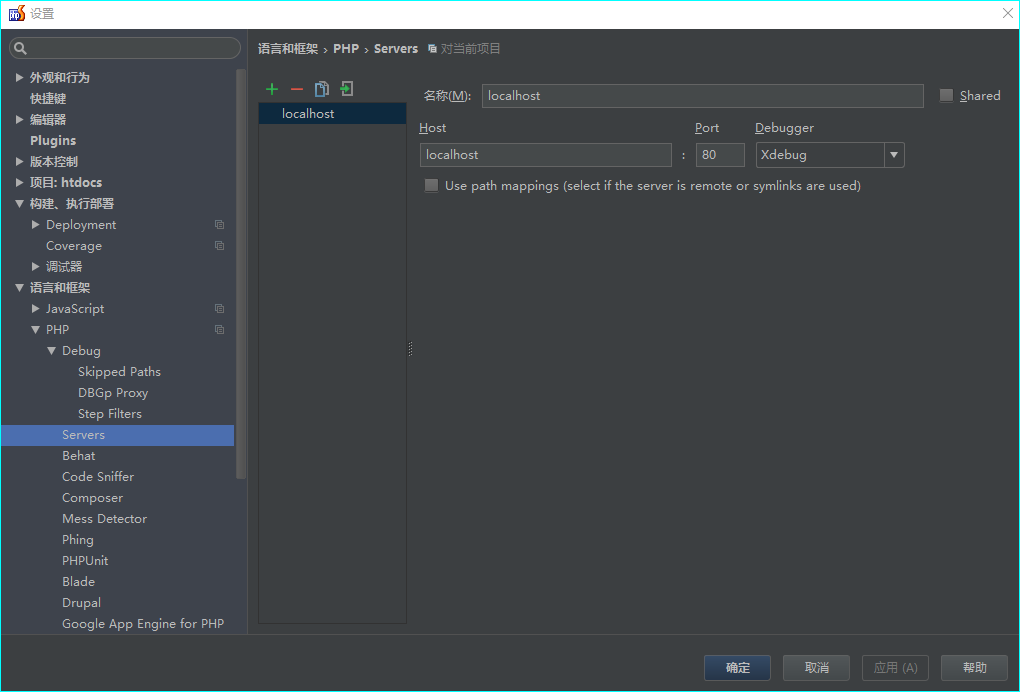 设置
语言和框架 › PHP › Servers 对当前项目
外观和行为
快捷键
编辑器
Plugins
版本控制
项目: htdocs
构建、执行部署
Deployment
Coverage
调试器
语言和框架
JavaScript
PHP
Debug
Skipped Paths
DBGp Proxy
Step Filters
Servers
Behat
Code Sniffer
Composer
Mess Detector
Phing
PHPUnit
Blade
Drupal
Google App Engine for PHP
localhost
名称(M): localhost Shared
Host Port Debugger
localhost : 80 Xdebug
Use path mappings (select if the server is remote or symlinks are used)
确定 取消 应用 (A) 帮助